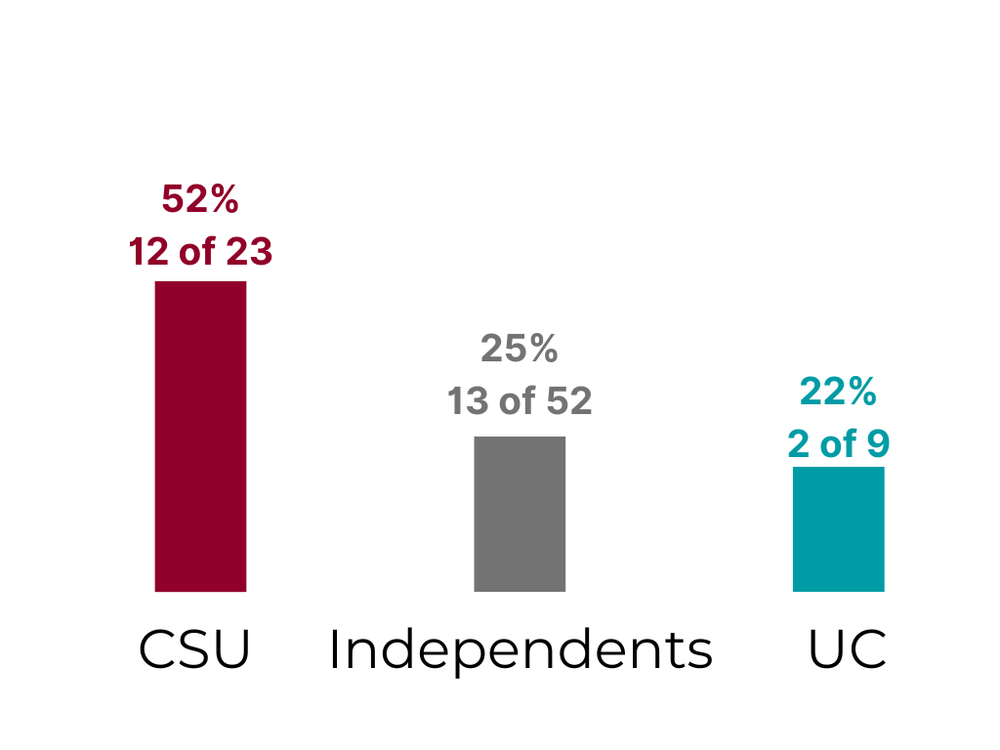 52%
12 of 23
25%
13 of 52
22%
2 of 9
CSU
Independents
UC